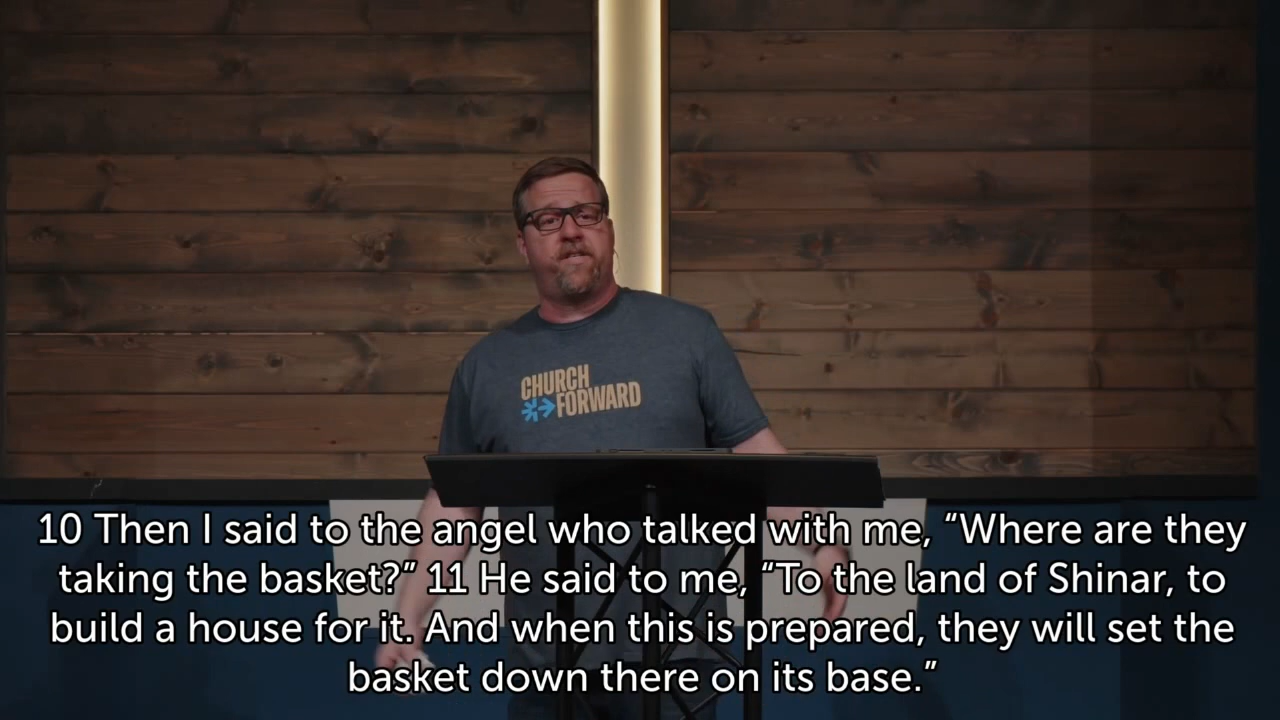 CHURCH
FORWARD
10 Then I said to the angel who talked with me, “Where are they
taking the basket?” 11 He said to me, “To the land of Shinar, to
build a house for it. And when this is prepared, they will set the
basket down there on its base.”